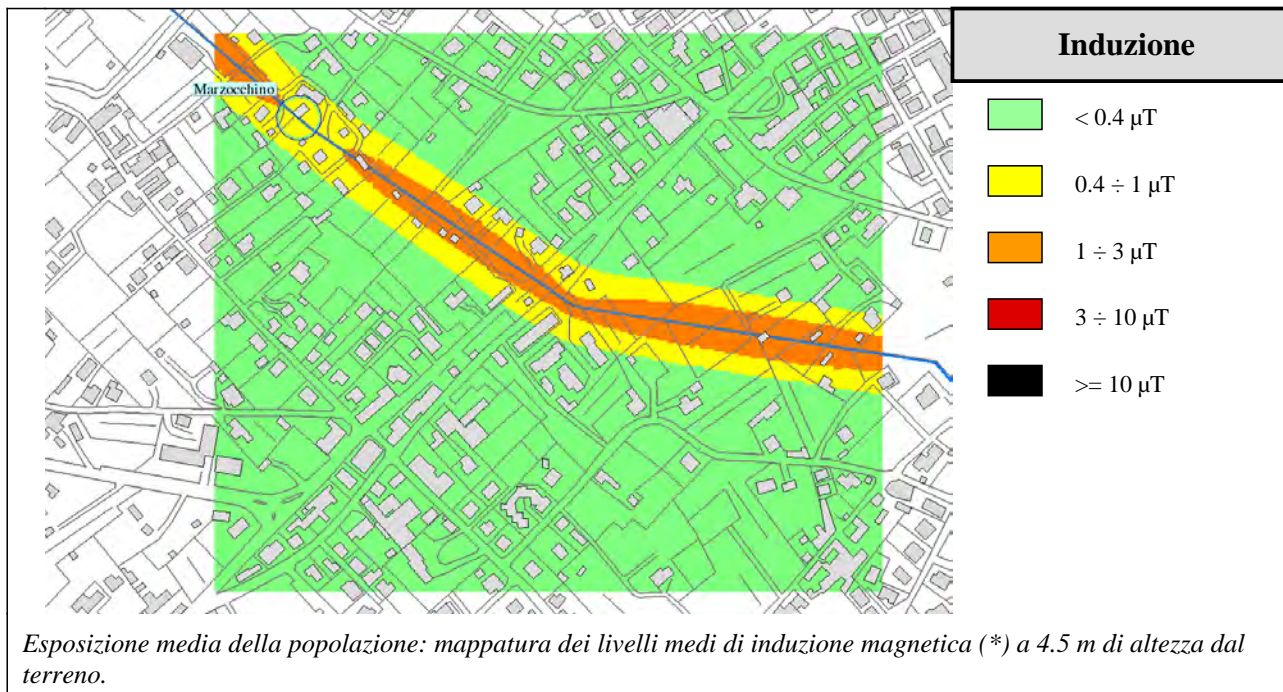 Marzocchino
Induzione
< 0.4 µT
0.4 ÷ 1 µT
1 ÷ 3 µT
3 ÷ 10 µT
>= 10 µT
Esposizione media della popolazione: mappatura dei livelli medi di induzione magnetica (*) a 4.5 m di altezza dal
terreno.